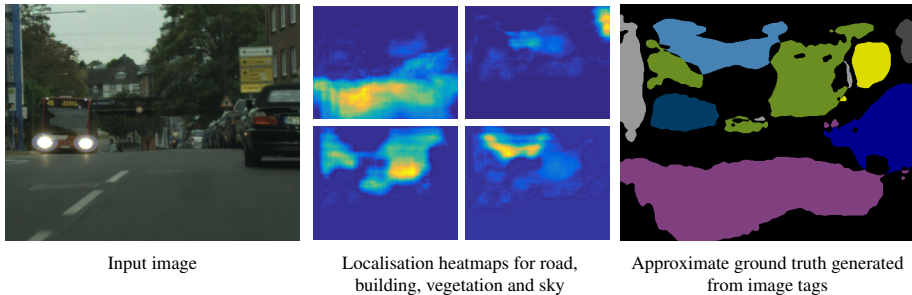 Input image
Localisation heatmaps for road,
building, vegetation and sky
Approximate ground truth generated
from image tags